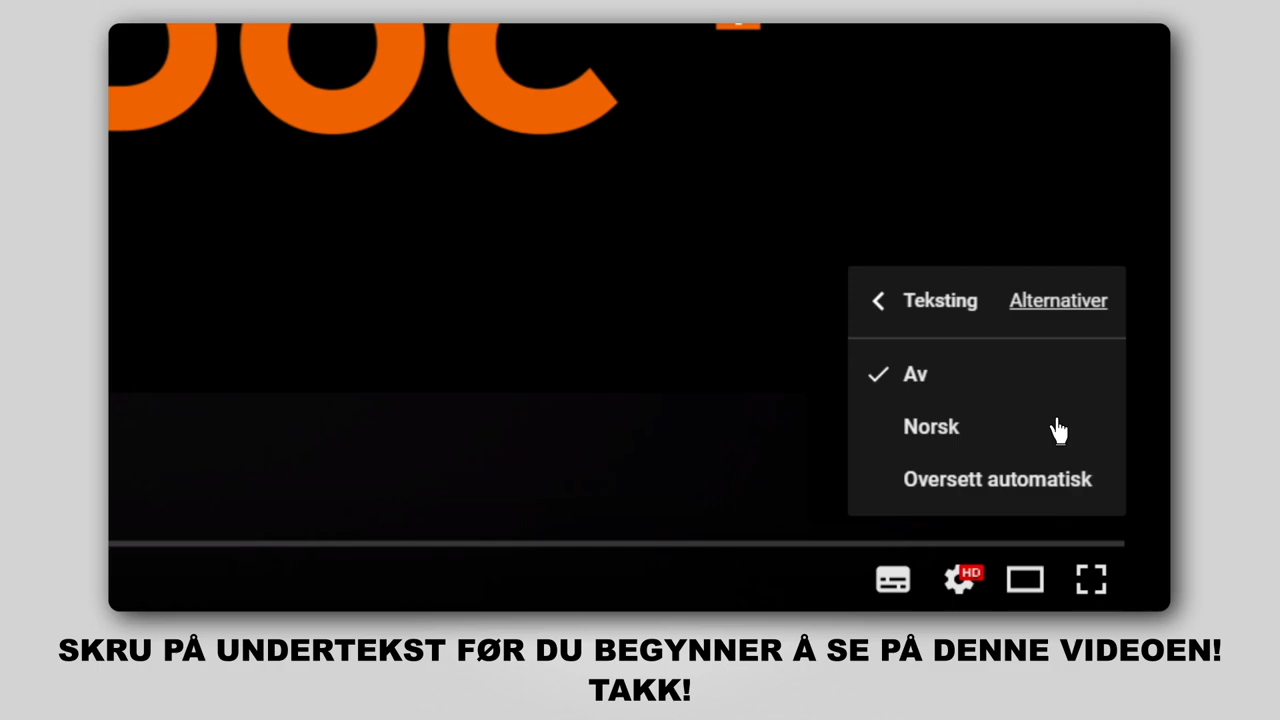 Teksting Alternativer
Av
Norsk
Oversett automatisk
HD
SKRU PÅ UNDERTEKST FØR DU BEGYNNER Å SE PÅ DENNE VIDEOEN!
TAKK!